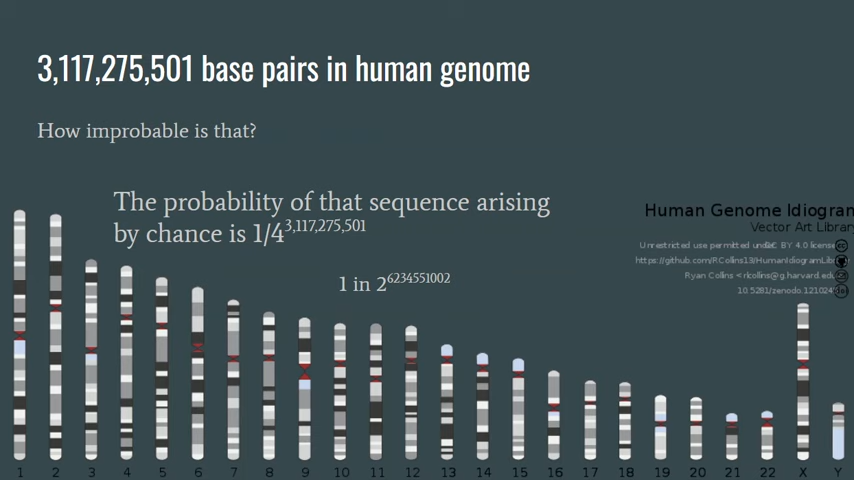 3,117,275,501 base pairs in human genome
How improbable is that?
The probability of that sequence arising
by chance is 1/4^3,117,275,501
1 in 2^6234551002
Human Genome Idiogram
Vector Art Library
Unrestricted use permitted under CC BY 4.0 license
https://github.com/RCollins13/HumanIdiogramLib
Ryan Collins <rlcollins@g.harvard.edu
10.5281/zenodo.121024
1 2 3 4 5 6 7 8 9 10 11 12 13 14 15 16 17 18 19 20 21 22 X Y